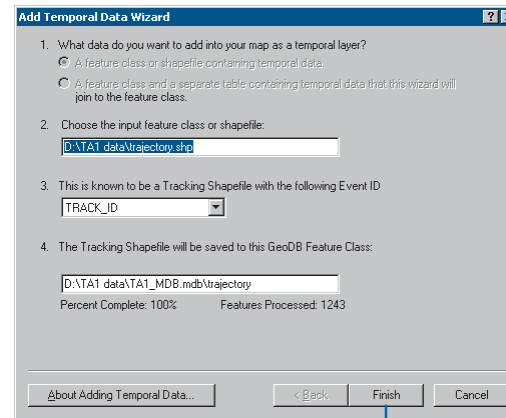 Add Temporal Data Wizard
?
1. What data do you want to add into your map as a temporal layer?
A feature class or shapefile containing temporal data.
A feature class and a separate table containing temporal data that this wizard will
join to the feature class.
2. Choose the input feature class or shapefile:
D:\TA1 data\trajectory.shp
3. This is known to be a Tracking Shapefile with the following Event ID
TRACK_ID
4. The Tracking Shapefile will be saved to this GeoDB Feature Class:
D:\TA1 data\TA1_MDB.mdb\trajectory
Percent Complete: 100% Features Processed: 1243
About Adding Temporal Data... < Back Finish Cancel